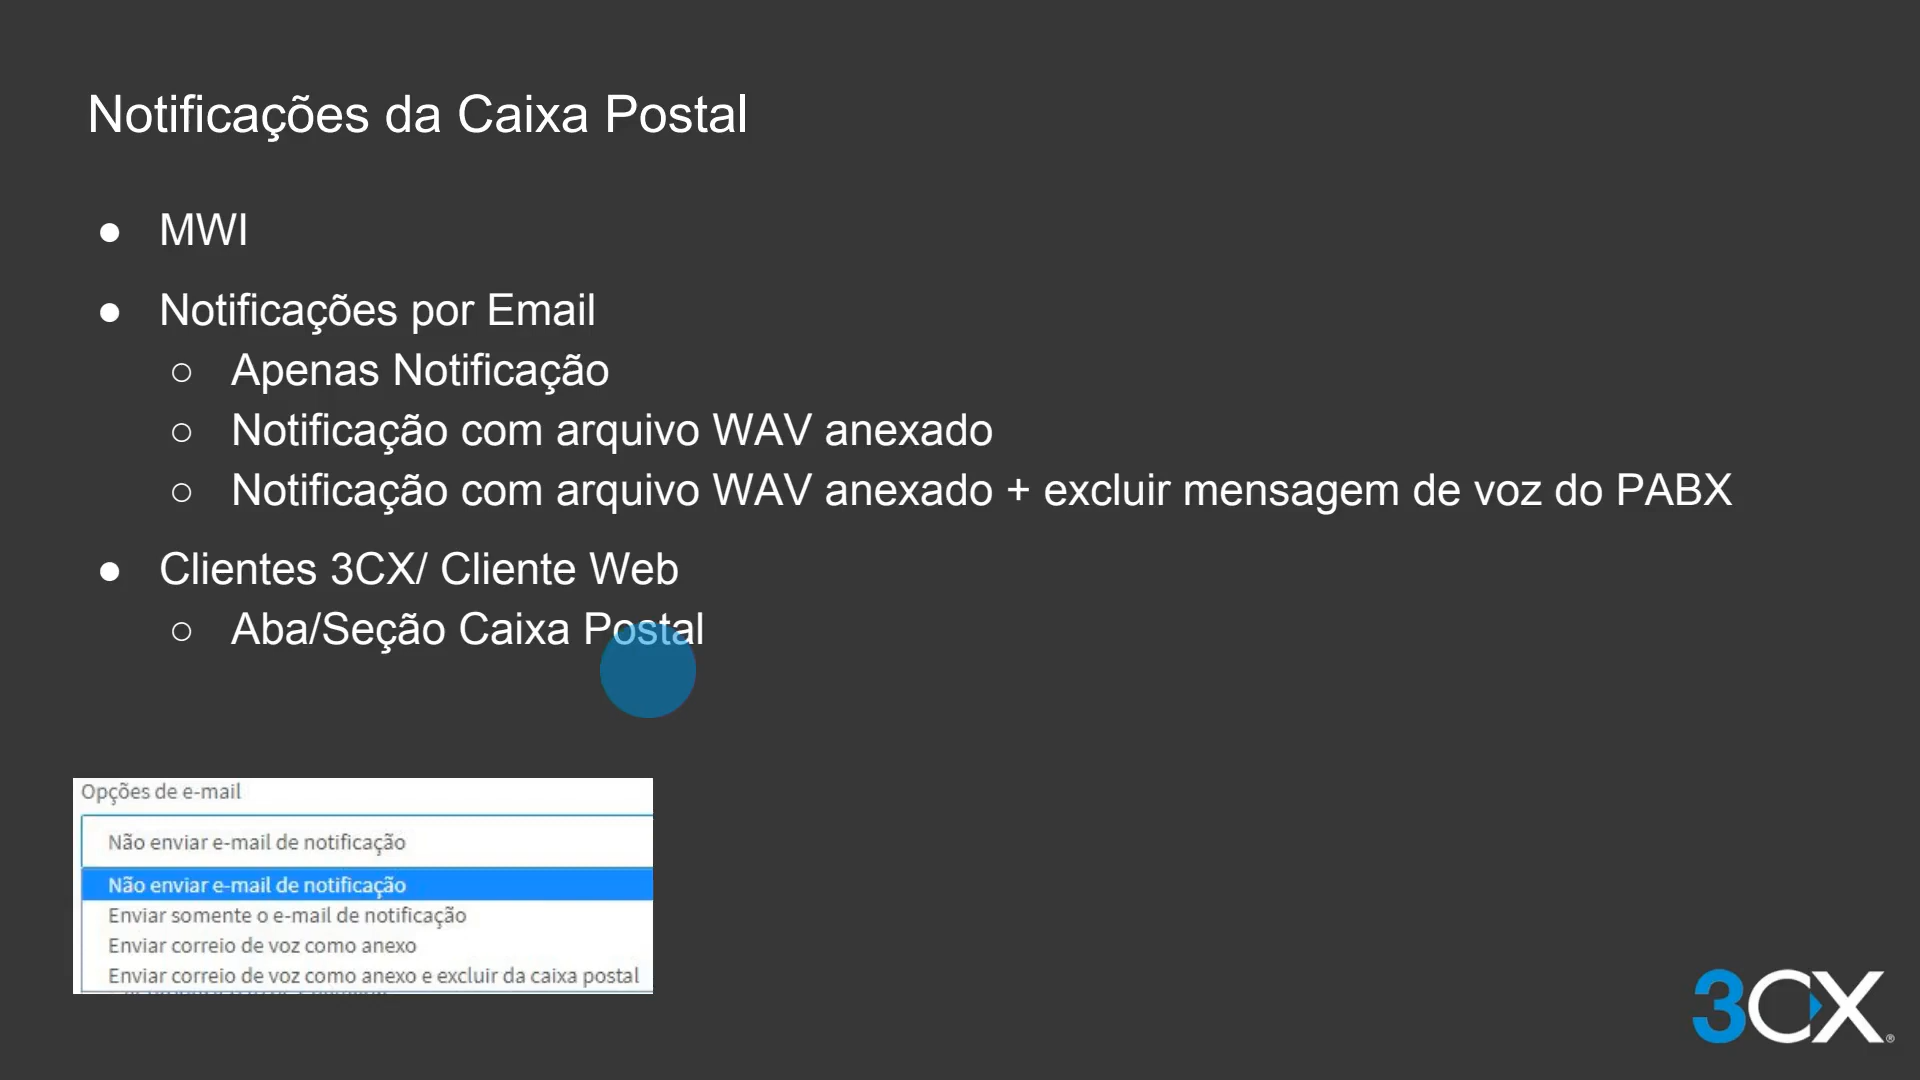 Notificações da Caixa Postal
● MWI
● Notificações por Email
○ Apenas Notificação
○ Notificação com arquivo WAV anexado
○ Notificação com arquivo WAV anexado + excluir mensagem de voz do PABX
● Clientes 3CX/ Cliente Web
○ Aba/Seção Caixa Postal
Opções de e-mail
Não enviar e-mail de notificação
Não enviar e-mail de notificação
Enviar somente o e-mail de notificação
Enviar correio de voz como anexo
Enviar correio de voz como anexo e excluir da caixa postal
3CX®